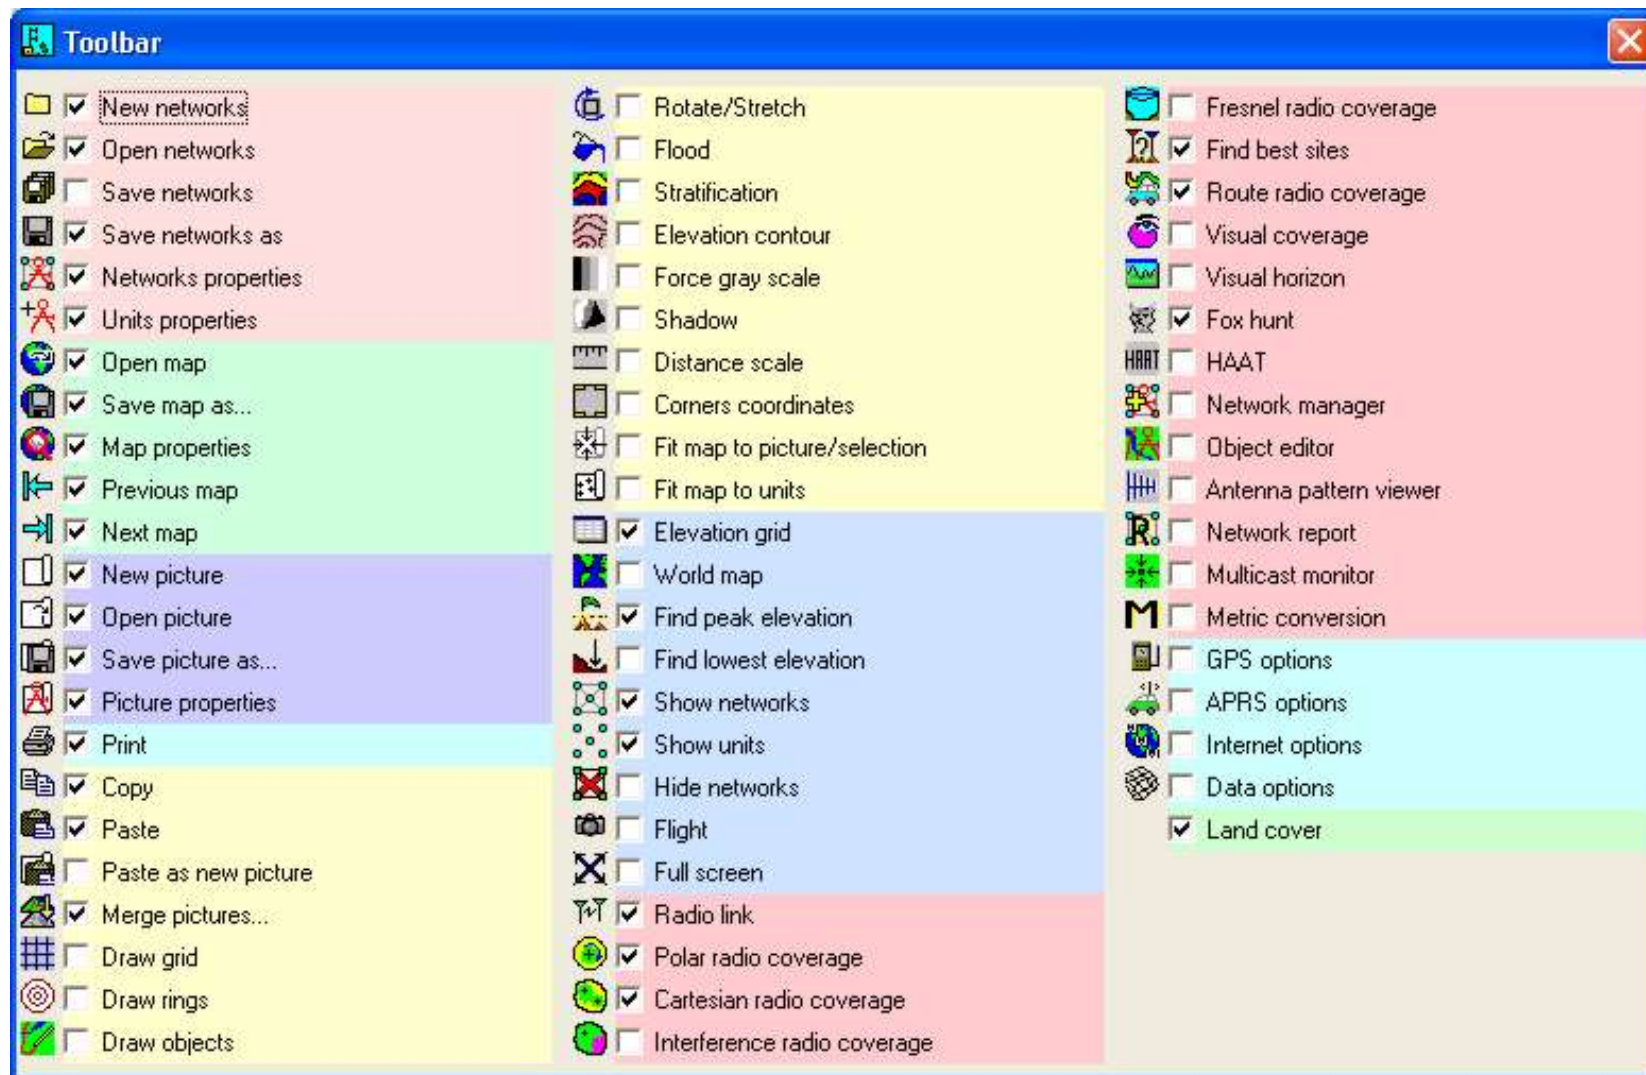 Toolbar
New networks
Open networks
Save networks
Save networks as
Networks properties
Units properties
Open map
Save map as...
Map properties
Previous map
Next map
New picture
Open picture
Save picture as...
Picture properties
Print
Copy
Paste
Paste as new picture
Merge pictures...
Draw grid
Draw rings
Draw objects
Rotate/Stretch
Flood
Stratification
Elevation contour
Force gray scale
Shadow
Distance scale
Corners coordinates
Fit map to picture/selection
Fit map to units
Elevation grid
World map
Find peak elevation
Find lowest elevation
Show networks
Show units
Hide networks
Flight
Full screen
Radio link
Polar radio coverage
Cartesian radio coverage
Interference radio coverage
Fresnel radio coverage
Find best sites
Route radio coverage
Visual coverage
Visual horizon
Fox hunt
HAAT HAAT
Network manager
Object editor
Antenna pattern viewer
R Network report
Multicast monitor
M Metric conversion
GPS options
APRS options
Internet options
Data options
Land cover